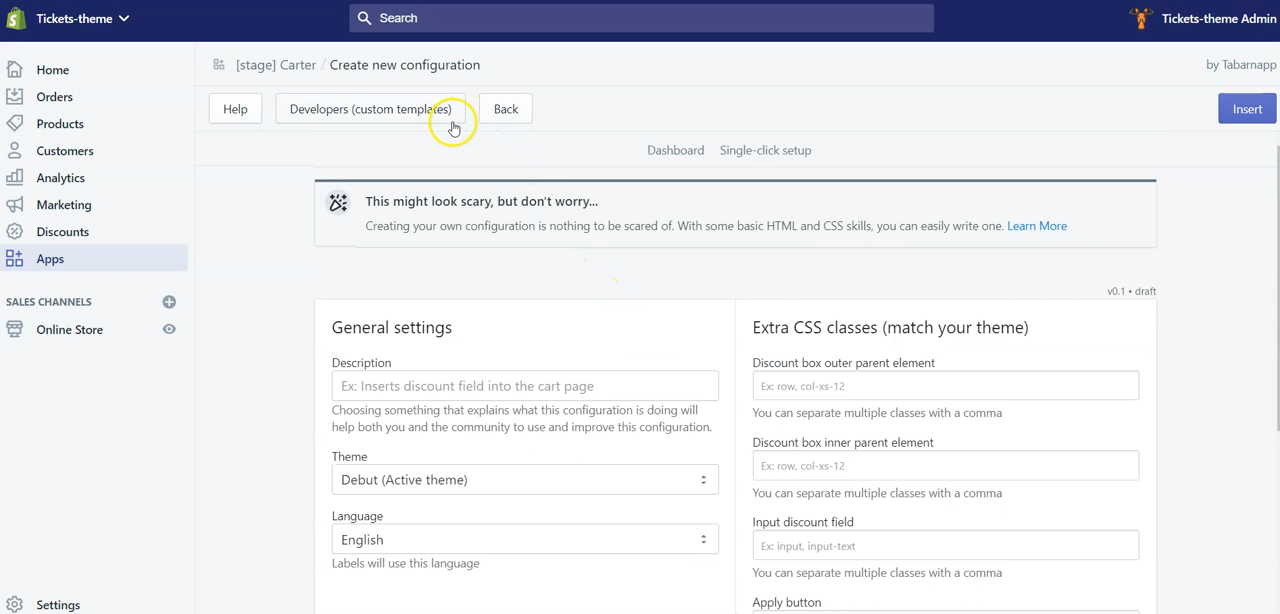 Tickets-theme
Search
Tickets-theme Admin
Home
Orders
Products
Customers
Analytics
Marketing
Discounts
Apps
SALES CHANNELS
Online Store
Settings
[stage] Carter / Create new configuration
by Tabarnapp
Help
Developers (custom templates)
Back
Insert
Dashboard
Single-click setup
This might look scary, but don't worry...
Creating your own configuration is nothing to be scared of. With some basic HTML and CSS skills, you can easily write one. Learn More
v0.1 • draft
General settings
Description
Ex: Inserts discount field into the cart page
Choosing something that explains what this configuration is doing will
help both you and the community to use and improve this configuration.
Theme
Debut (Active theme)
Language
English
Labels will use this language
Extra CSS classes (match your theme)
Discount box outer parent element
Ex: row, col-xs-12
You can separate multiple classes with a comma
Discount box inner parent element
Ex: row, col-xs-12
You can separate multiple classes with a comma
Input discount field
Ex: input, input-text
You can separate multiple classes with a comma
Apply button